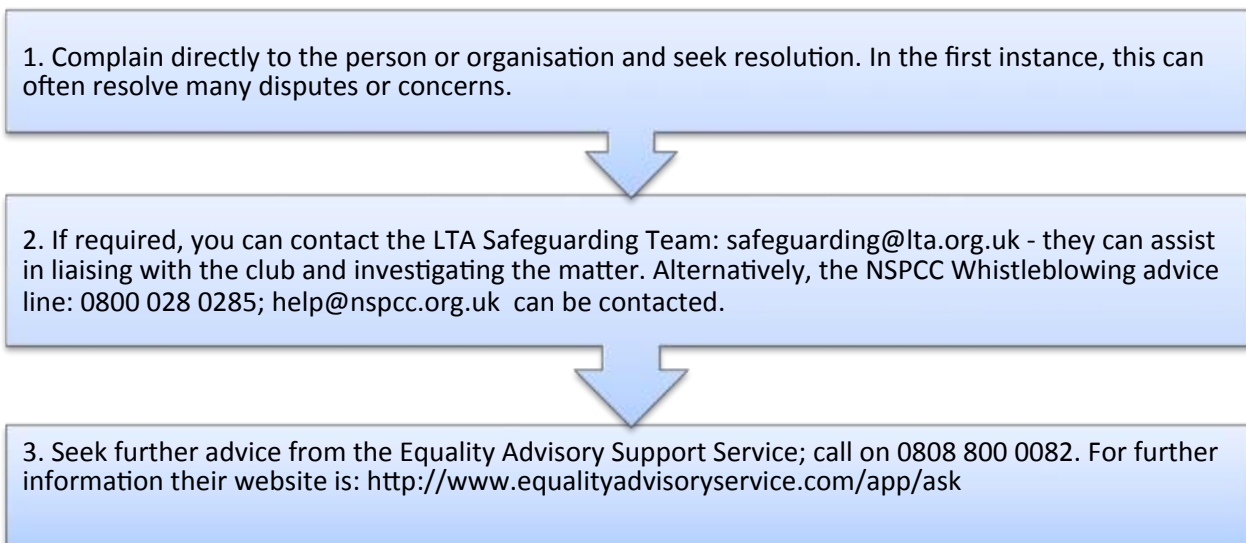 1. Complain directly to the person or organisation and seek resolution. In the first instance, this can
often resolve many disputes or concerns.
2. If required, you can contact the LTA Safeguarding Team: safeguarding@lta.org.uk - they can assist
in liaising with the club and investigating the matter. Alternatively, the NSPCC Whistleblowing advice
line: 0800 028 0285; help@nspcc.org.uk can be contacted.
3. Seek further advice from the Equality Advisory Support Service; call on 0808 800 0082. For further
information their website is: http://www.equalityadvisoryservice.com/app/ask